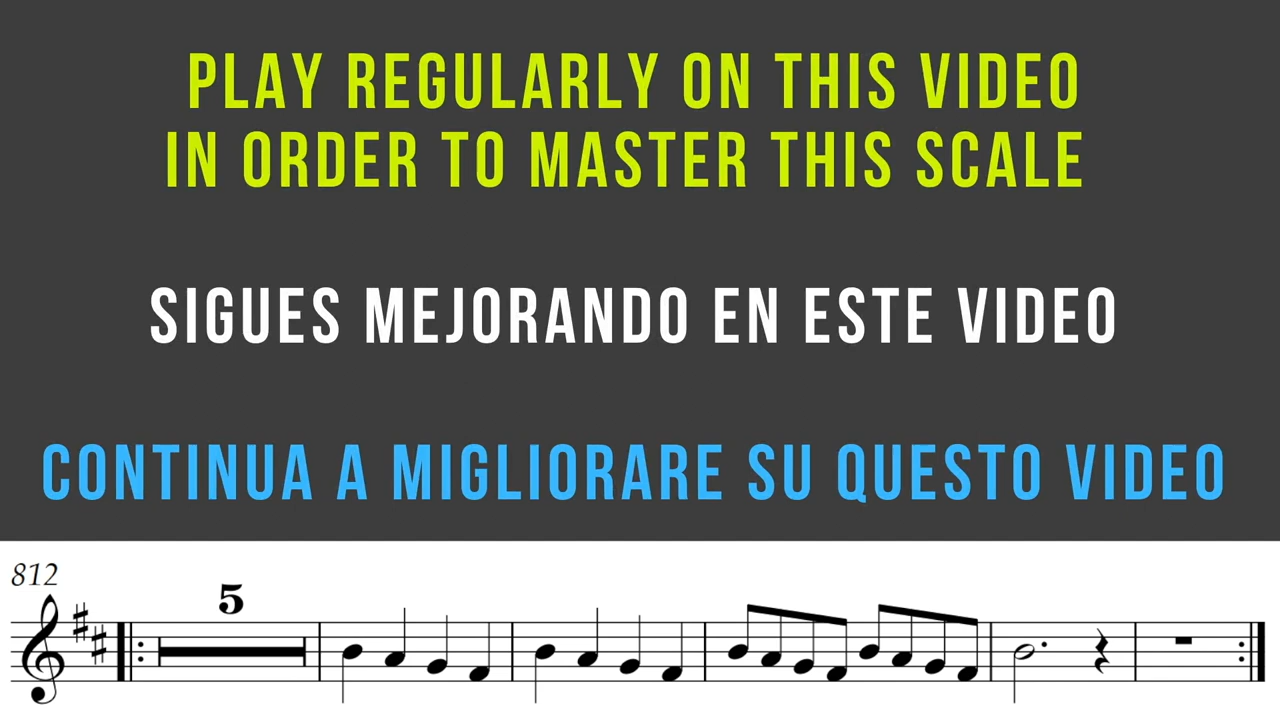 PLAY REGULARLY ON THIS VIDEO
IN ORDER TO MASTER THIS SCALE
SIGUES MEJORANDO EN ESTE VIDEO
CONTINUA A MIGLIORARE SU QUESTO VIDEO
812
5